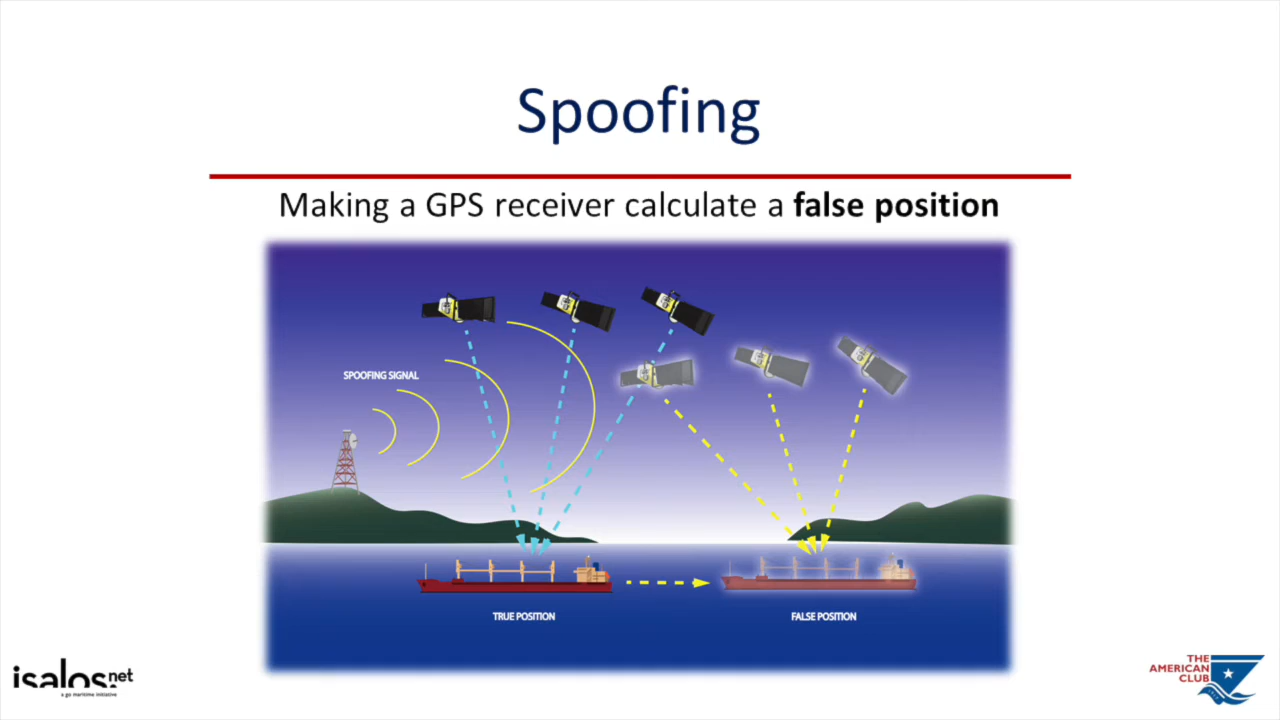 Spoofing
Making a GPS receiver calculate a false position
SPOOFING SIGNAL
TRUE POSITION
FALSE POSITION
isalos.net
a go maritime initiative
THE
AMERICAN
CLUB